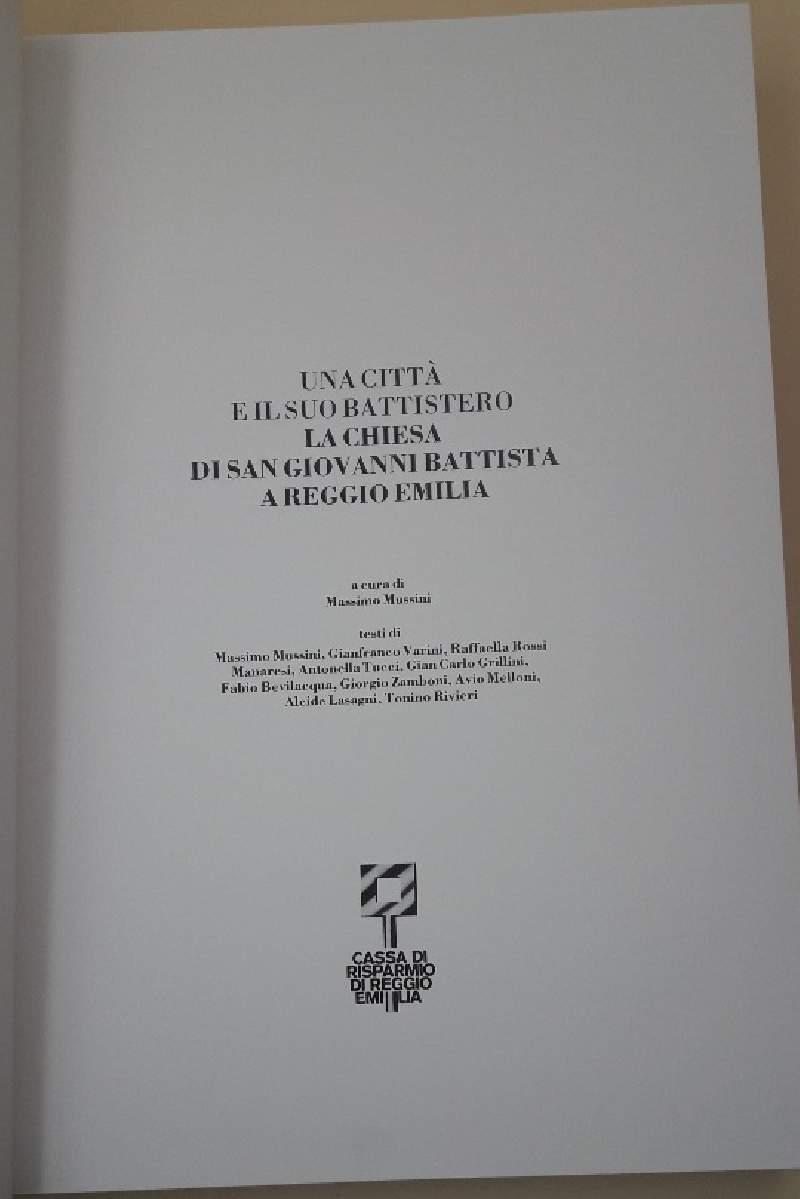 UNA CITTÀ
E IL SUO BATTISTERO
LA CHIESA
DI SAN GIOVANNI BATTISTA
A REGGIO EMILIA
a cura di
Massimo Mussini
testi di
Massimo Mussini, Gianfranco Varini, Raffaella Rossi
Manaresi, Antonella Tucci, Gian Carlo Grillini,
Fabio Bevilacqua, Giorgio Zamboni, Avio Melloni,
Alcide Lasagni, Tonino Rivieri
CASSA DI
RISPARMIO
DI REGGIO
EMILIA